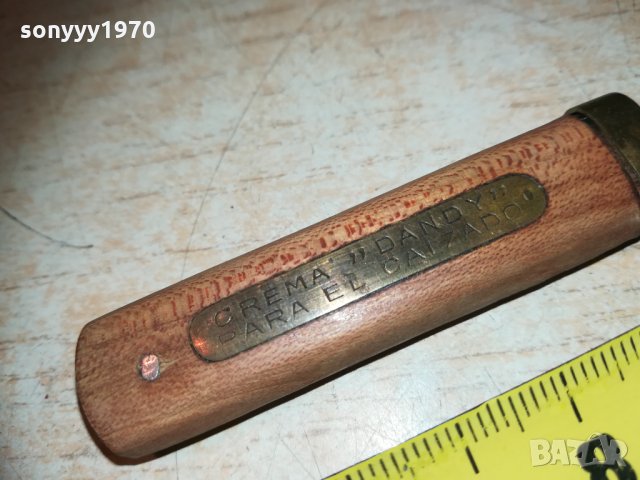 sonyyy1970
CREMA "DANDY"
PARA EL CALZADO
BAZAR